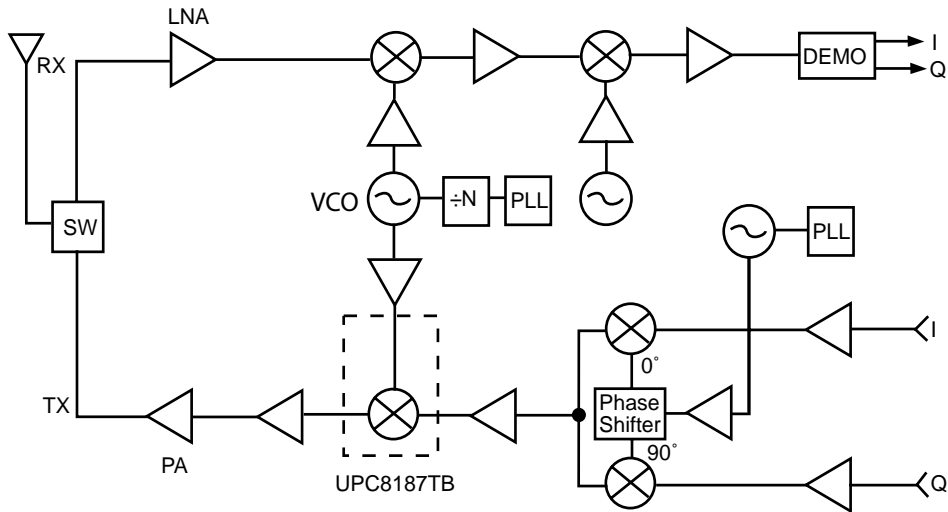 LNA
RX
DEMO
I
Q
VCO
÷N
PLL
SW
PLL
I
0°
TX
Phase
Shifter
90°
PA
UPC8187TB
Q